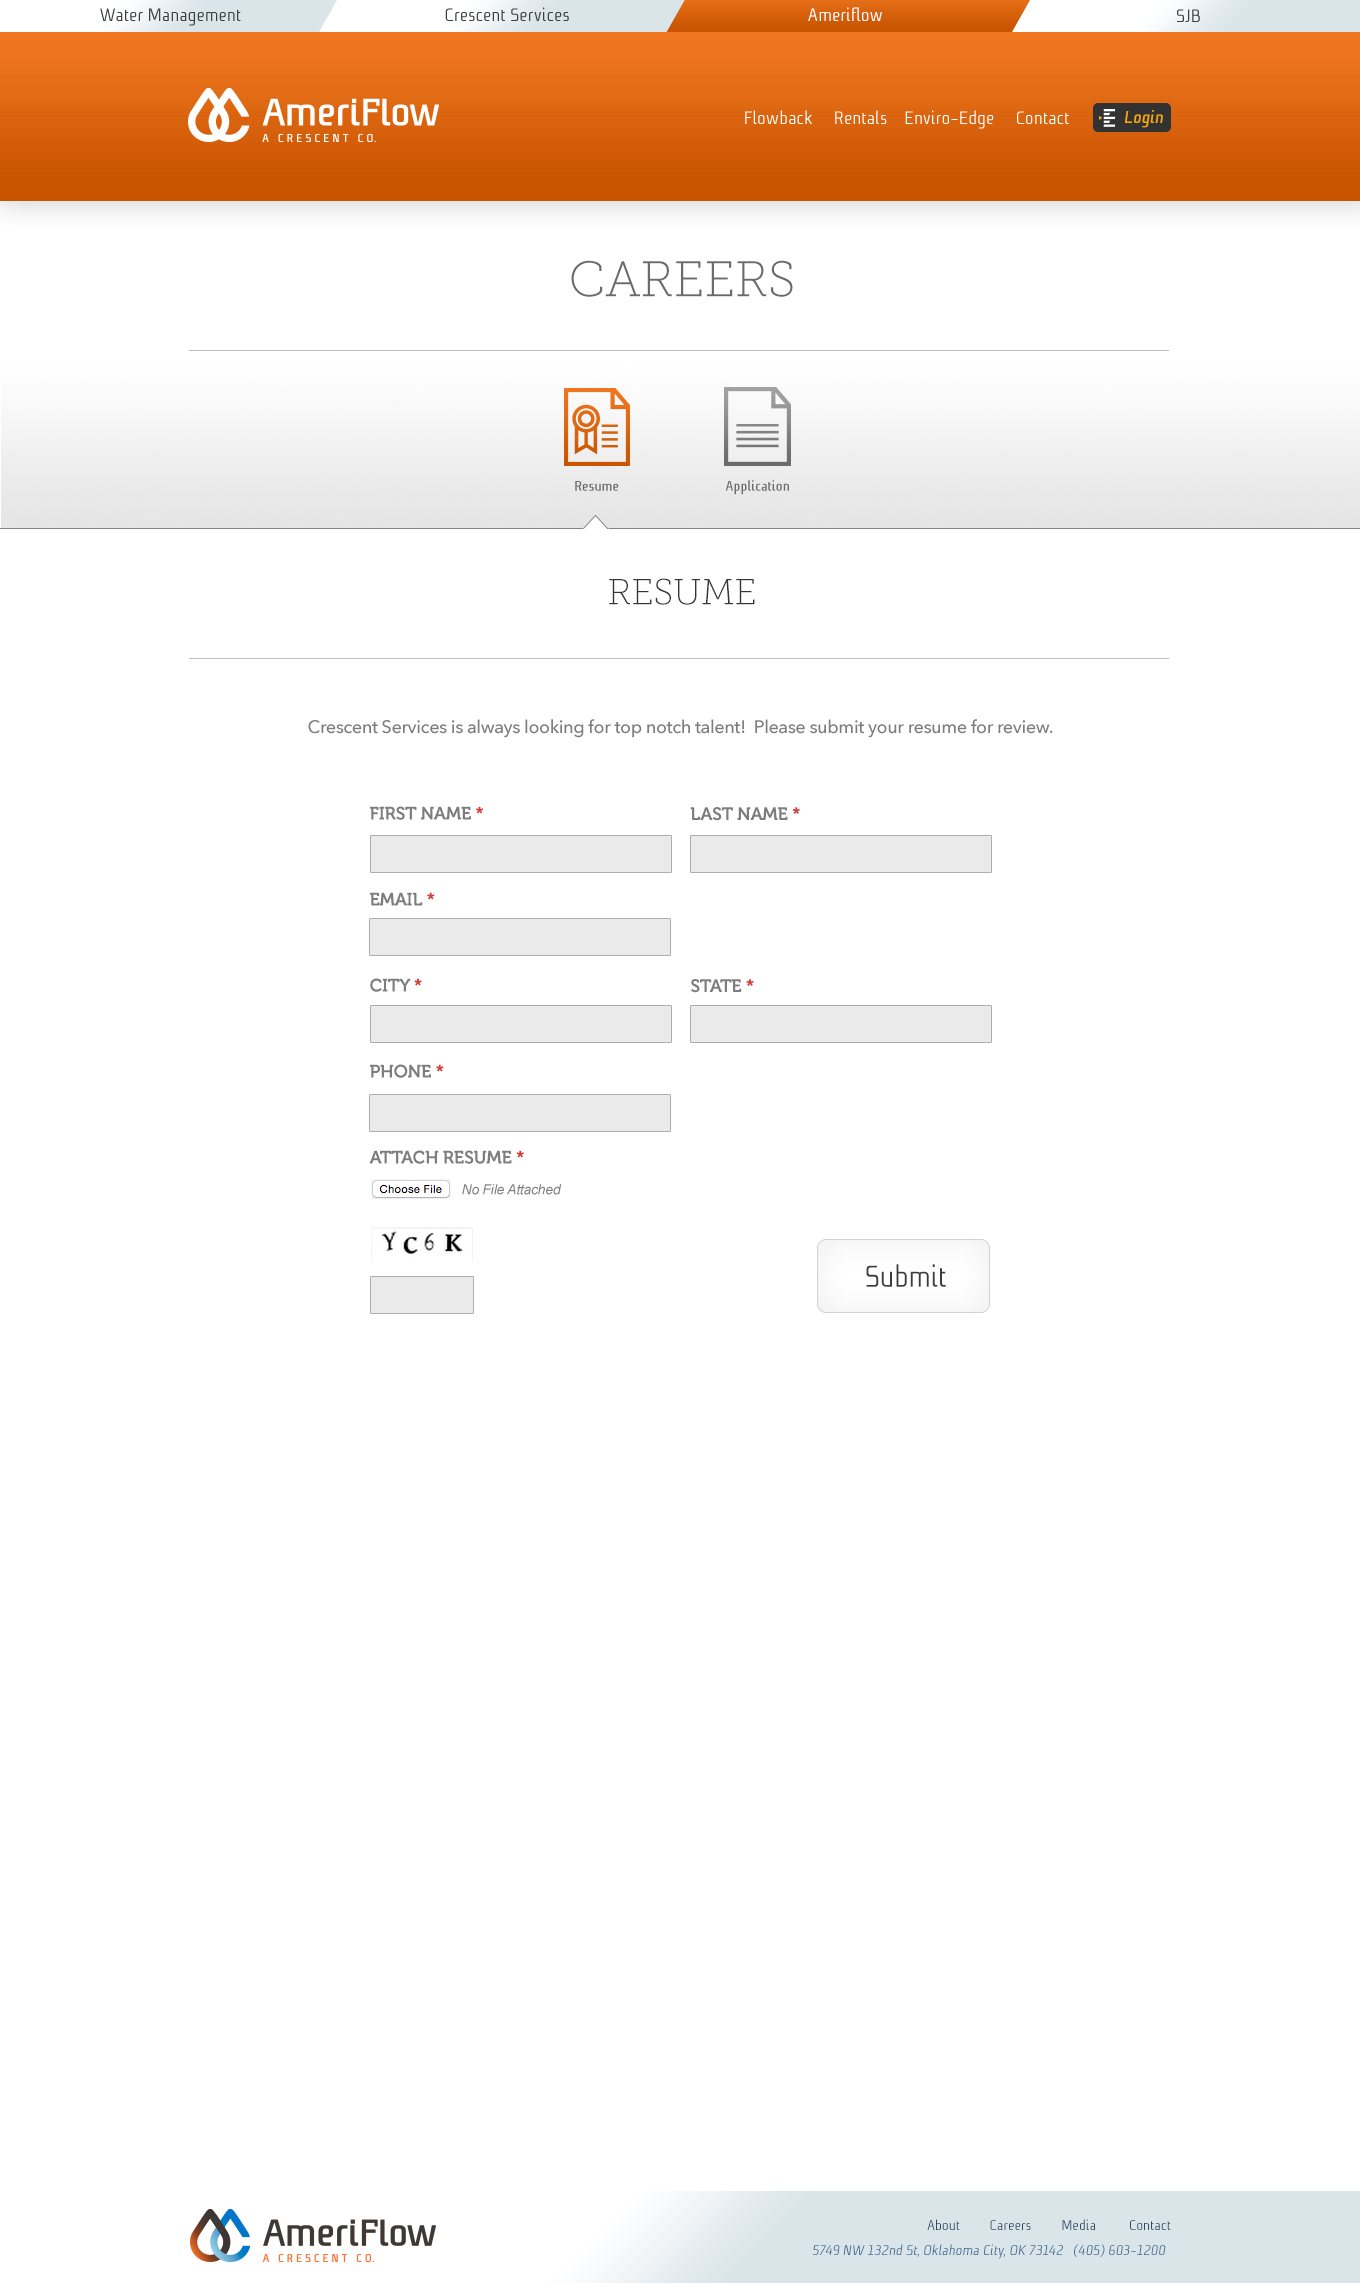 Water Management
Crescent Services
Ameriflow
SJB
AmeriFlow
A CRESCENT CO.
Flowback
Rentals
Enviro-Edge
Contact
Login
CAREERS
Resume
Application
RESUME
Crescent Services is always looking for top notch talent!  Please submit your resume for review.
FIRST NAME *
LAST NAME *
EMAIL *
CITY *
STATE *
PHONE *
ATTACH RESUME *
Choose File
No File Attached
Y C 6 K
Submit
AmeriFlow
A CRESCENT CO.
About
Careers
Media
Contact
5749 NW 132nd St, Oklahoma City, OK 73142   (405) 603-1200